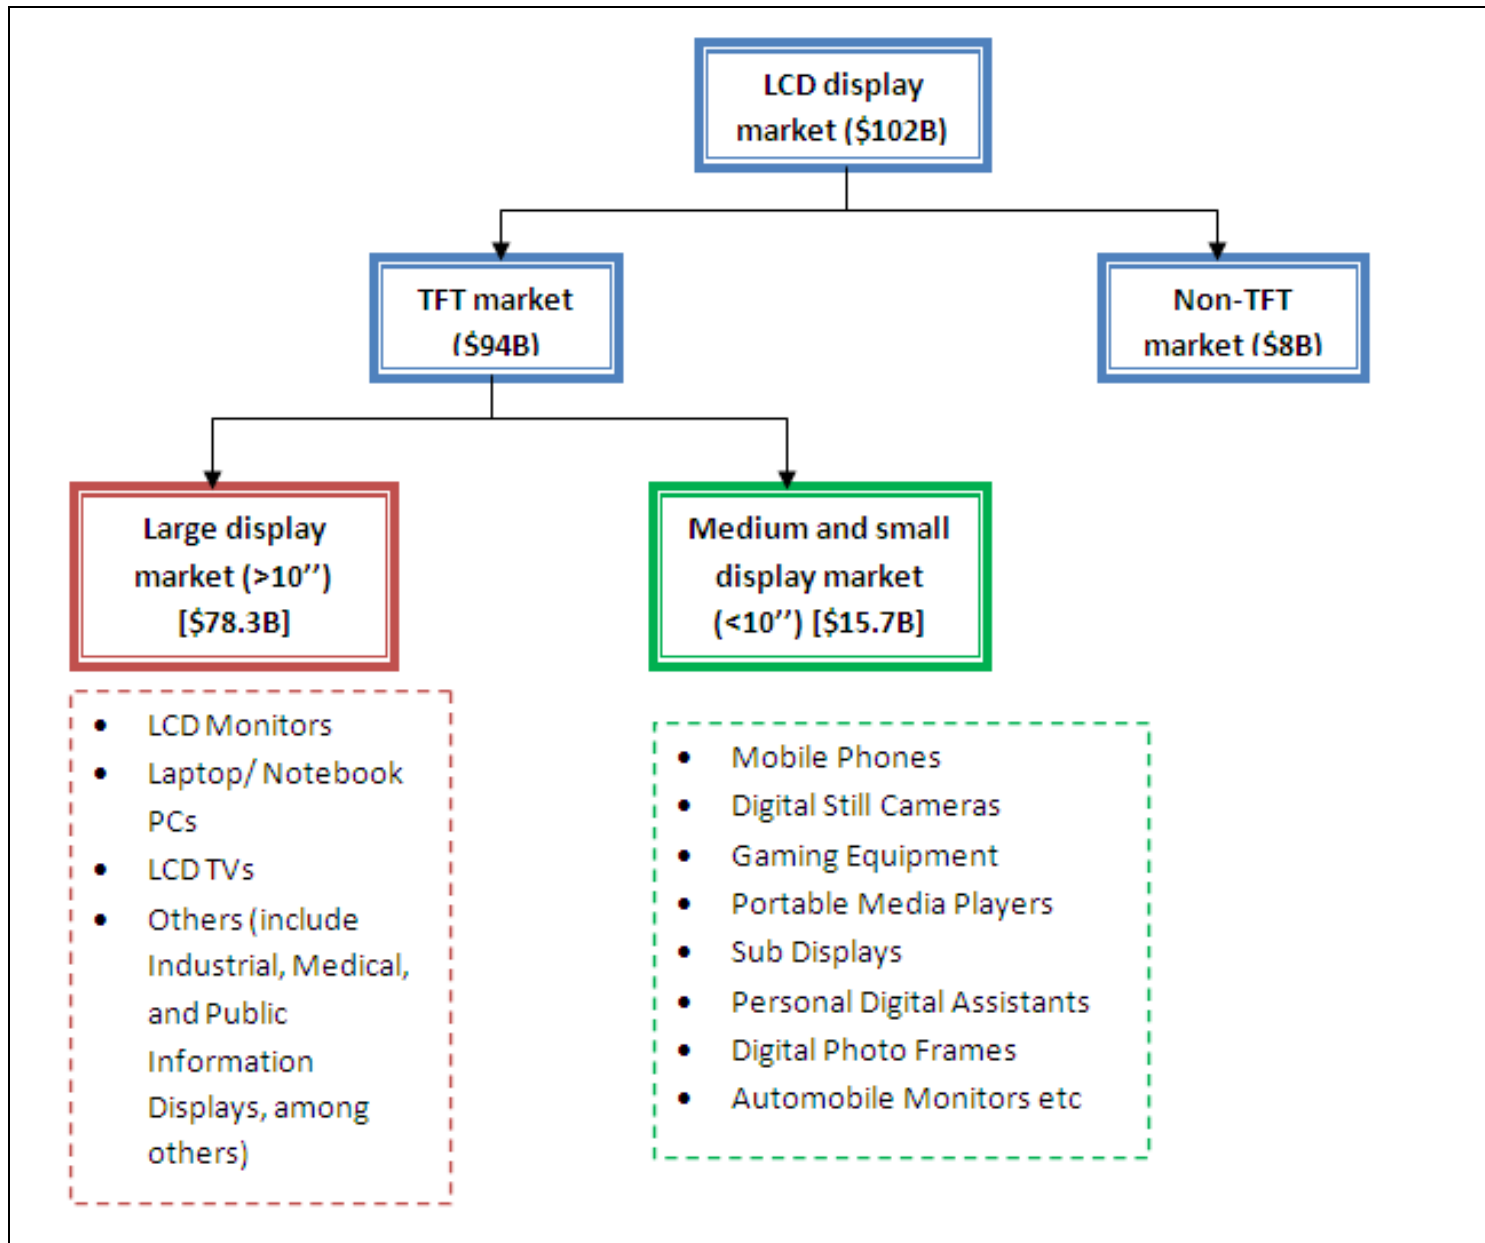 LCD display
market ($102B)
TFT market
($94B)
Non-TFT
market ($8B)
Large display
market (>10’’)
[$78.3B]
Medium and small
display market
(<10’’) [$15.7B]
• LCD Monitors
• Laptop/ Notebook
PCs
• LCD TVs
• Others (include
Industrial, Medical,
and Public
Information
Displays, among
others)
• Mobile Phones
• Digital Still Cameras
• Gaming Equipment
• Portable Media Players
• Sub Displays
• Personal Digital Assistants
• Digital Photo Frames
• Automobile Monitors etc